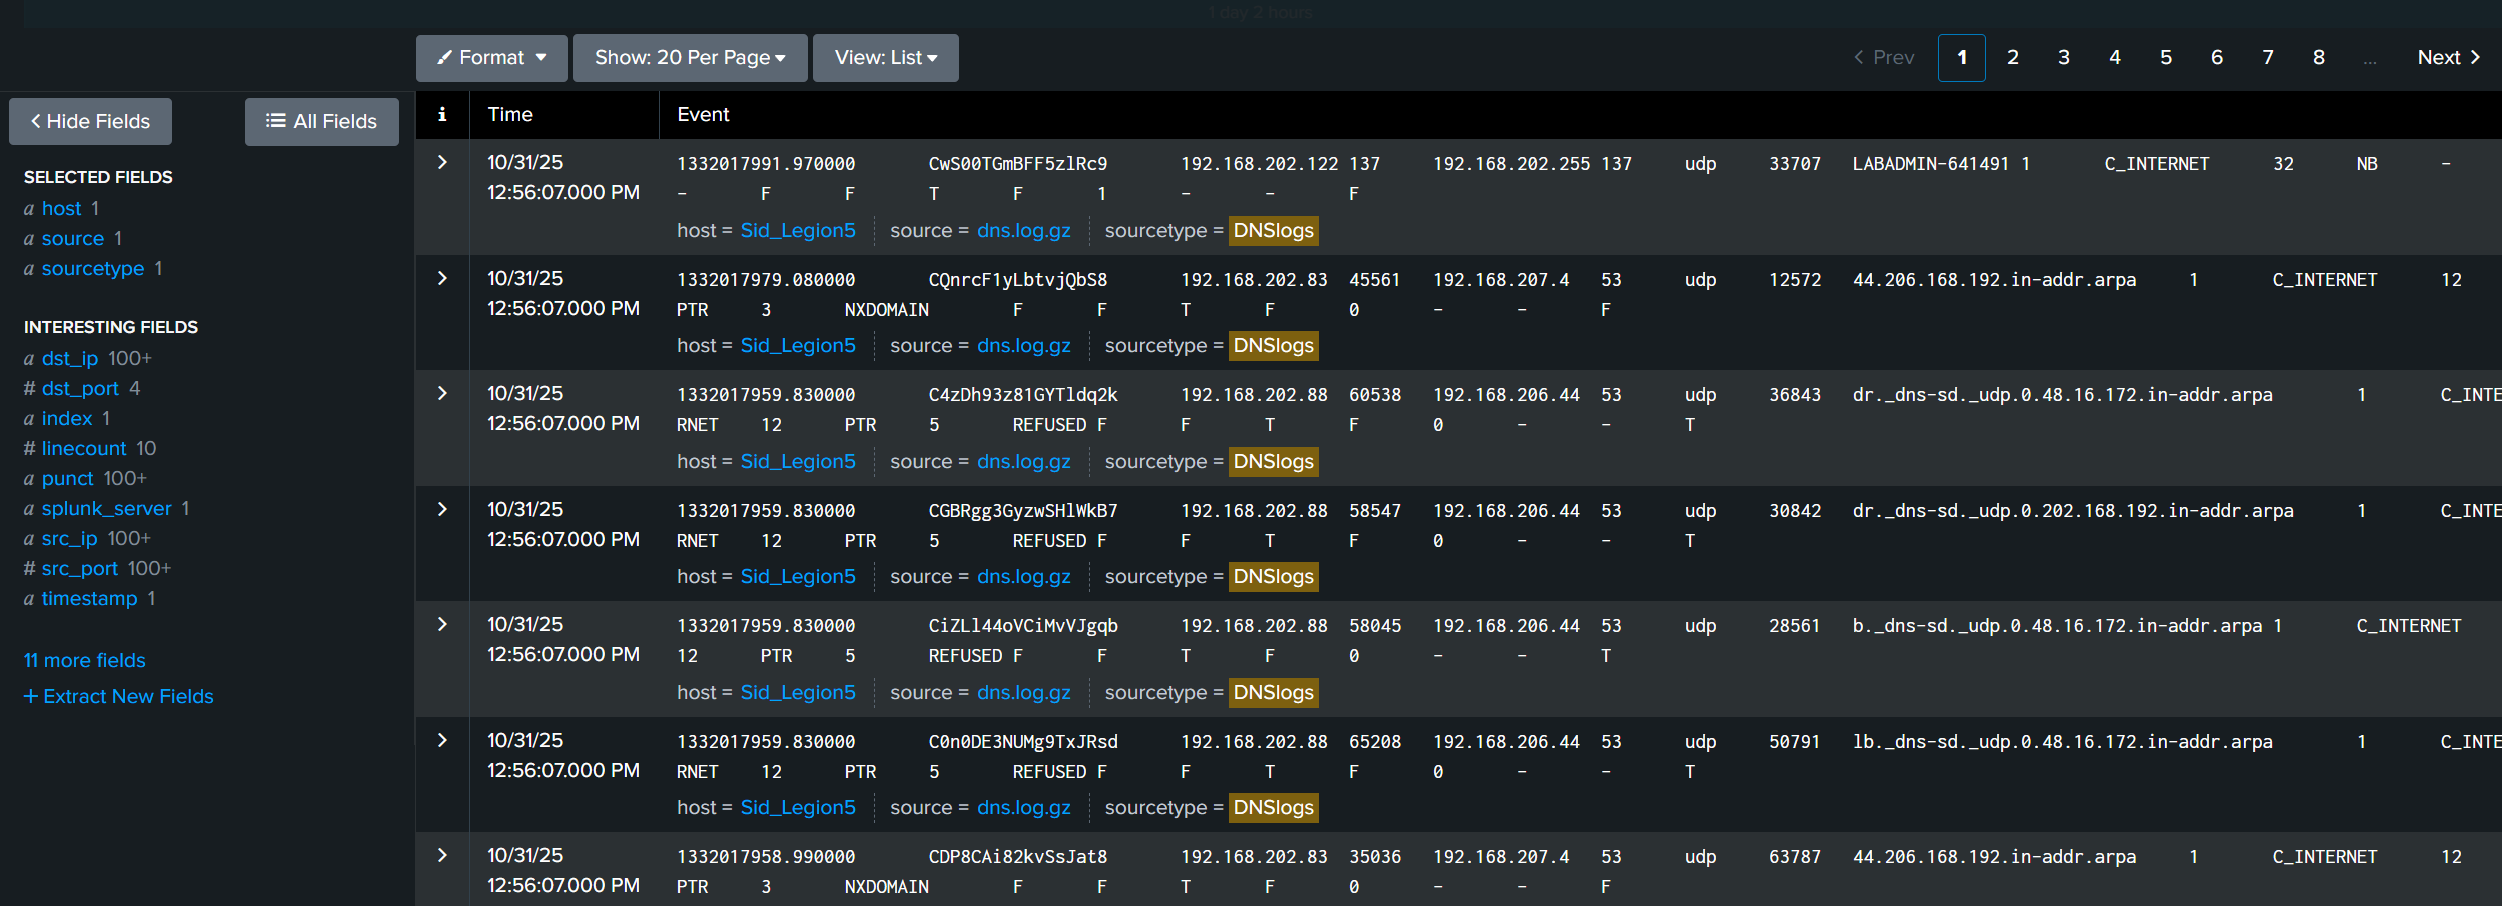 1 day 2 hours
Format Show: 20 Per Page View: List Prev 1 2 3 4 5 6 7 8 ... Next
Hide Fields All Fields
SELECTED FIELDS
a host 1
a source 1
a sourcetype 1
INTERESTING FIELDS
a dst_ip 100+
# dst_port 4
a index 1
# linecount 10
a punct 100+
a splunk_server 1
a src_ip 100+
# src_port 100+
a timestamp 1
11 more fields
+ Extract New Fields
i Time Event
10/31/25 1332017991.970000 CwS00TGmBFF5zlRc9 192.168.202.122 137 192.168.202.255 137 udp 33707 LABADMIN-641491 1 C_INTERNET 32 NB -
12:56:07.000 PM - F F T F 1 - - F
host = Sid_Legion5 source = dns.log.gz sourcetype = DNSlogs
10/31/25 1332017979.080000 CQnrcF1yLbtvjQbS8 192.168.202.83 45561 192.168.207.4 53 udp 12572 44.206.168.192.in-addr.arpa 1 C_INTERNET 12
12:56:07.000 PM PTR 3 NXDOMAIN F F T F 0 - - F
host = Sid_Legion5 source = dns.log.gz sourcetype = DNSlogs
10/31/25 1332017959.830000 C4zDh93z81GYTldq2k 192.168.202.88 60538 192.168.206.44 53 udp 36843 dr._dns-sd._udp.0.48.16.172.in-addr.arpa 1 C_INTE
12:56:07.000 PM RNET 12 PTR 5 REFUSED F F T F 0 - - T
host = Sid_Legion5 source = dns.log.gz sourcetype = DNSlogs
10/31/25 1332017959.830000 CGBRgg3GyzwSHlWkB7 192.168.202.88 58547 192.168.206.44 53 udp 30842 dr._dns-sd._udp.0.202.168.192.in-addr.arpa 1 C_INTE
12:56:07.000 PM RNET 12 PTR 5 REFUSED F F T F 0 - - T
host = Sid_Legion5 source = dns.log.gz sourcetype = DNSlogs
10/31/25 1332017959.830000 CiZLl44oVCiMvVJgqb 192.168.202.88 58045 192.168.206.44 53 udp 28561 b._dns-sd._udp.0.48.16.172.in-addr.arpa 1 C_INTERNET
12:56:07.000 PM 12 PTR 5 REFUSED F F T F 0 - - T
host = Sid_Legion5 source = dns.log.gz sourcetype = DNSlogs
10/31/25 1332017959.830000 C0n0DE3NUMg9TxJRsd 192.168.202.88 65208 192.168.206.44 53 udp 50791 lb._dns-sd._udp.0.48.16.172.in-addr.arpa 1 C_INTE
12:56:07.000 PM RNET 12 PTR 5 REFUSED F F T F 0 - - T
host = Sid_Legion5 source = dns.log.gz sourcetype = DNSlogs
10/31/25 1332017958.990000 CDP8CAi82kvSsJat8 192.168.202.83 35036 192.168.207.4 53 udp 63787 44.206.168.192.in-addr.arpa 1 C_INTERNET 12
12:56:07.000 PM PTR 3 NXDOMAIN F F T F 0 - - F